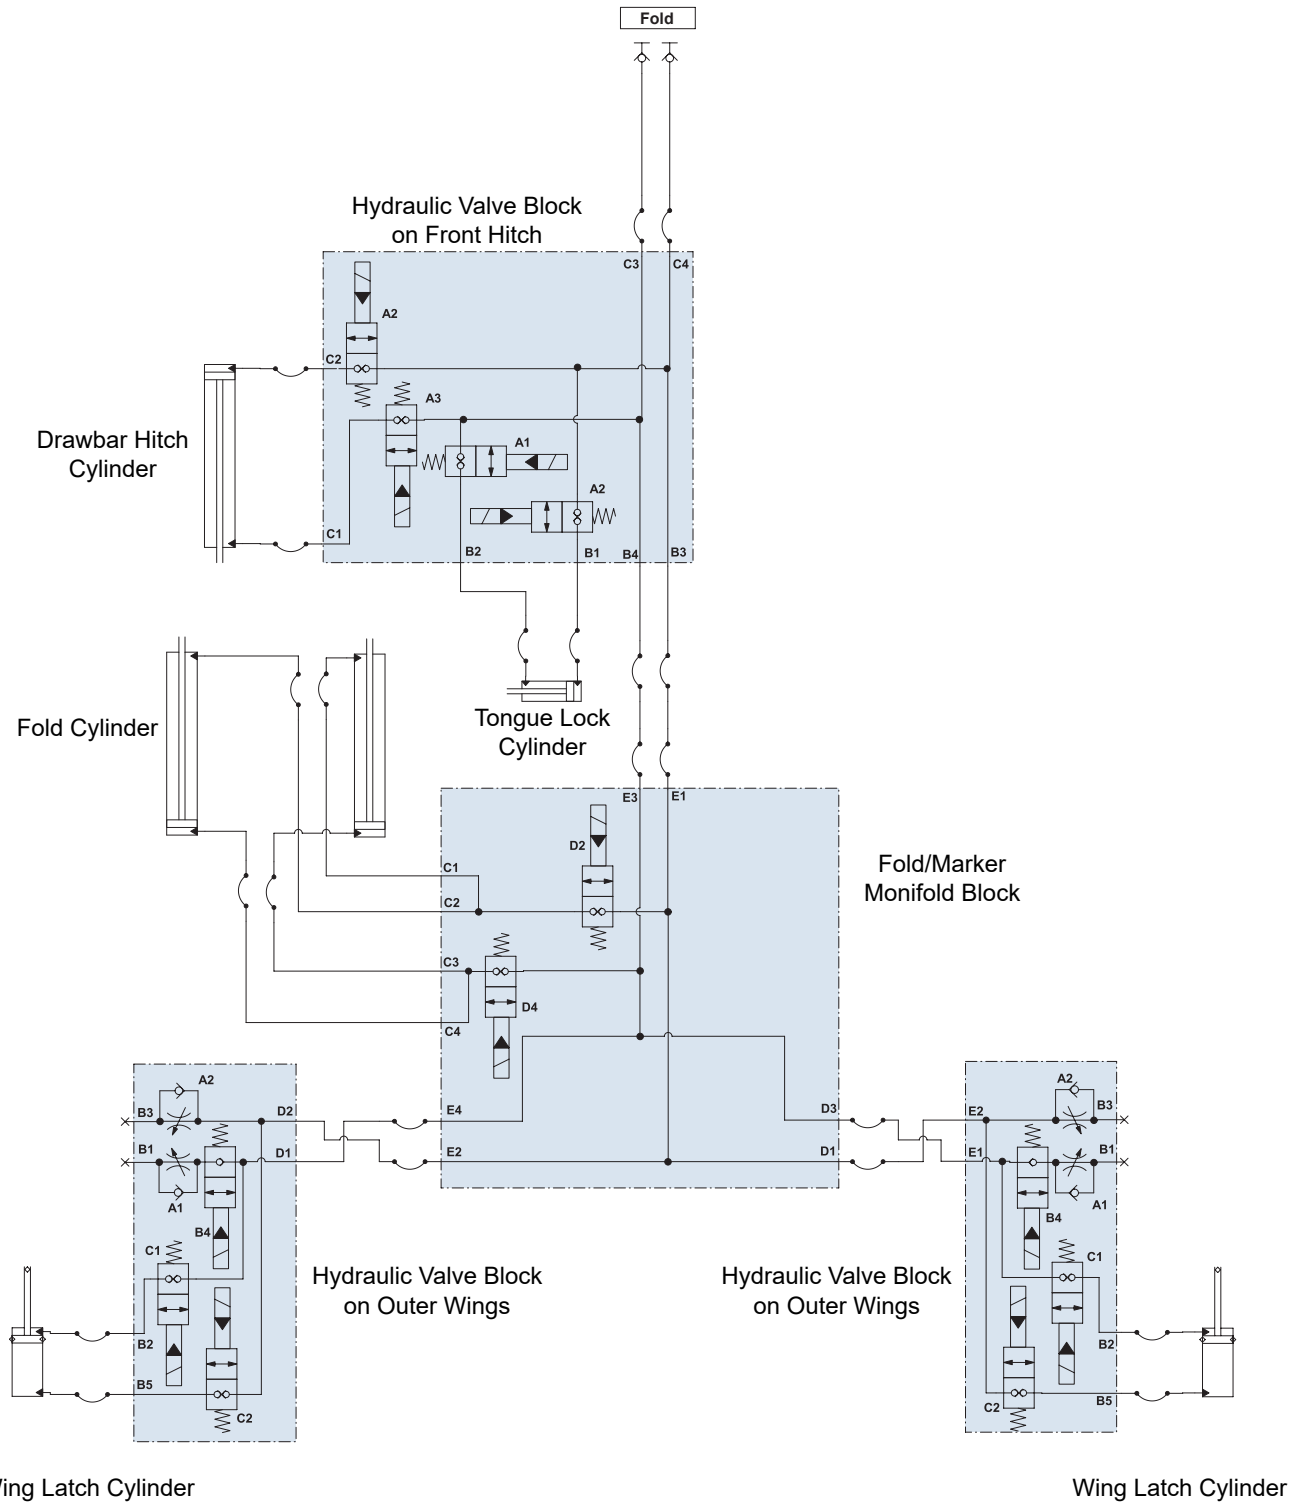 Fold
Hydraulic Valve Block
on Front Hitch
C3
C4
A2
C2
A3
Drawbar Hitch
Cylinder
A1
A2
C1
B2
B1
B4
B3
Fold Cylinder
Tongue Lock
Cylinder
E3
E1
D2
Fold/Marker
Monifold Block
C1
C2
C3
D4
C4
A2
B3
D2
E4
D3
E2
A2
B3
B1
D1
E2
D1
E1
B1
A1
B4
A1
B4
C1
C1
Hydraulic Valve Block
on Outer Wings
Hydraulic Valve Block
on Outer Wings
B2
B2
B5
C2
C2
B5
ing Latch Cylinder
Wing Latch Cylinder